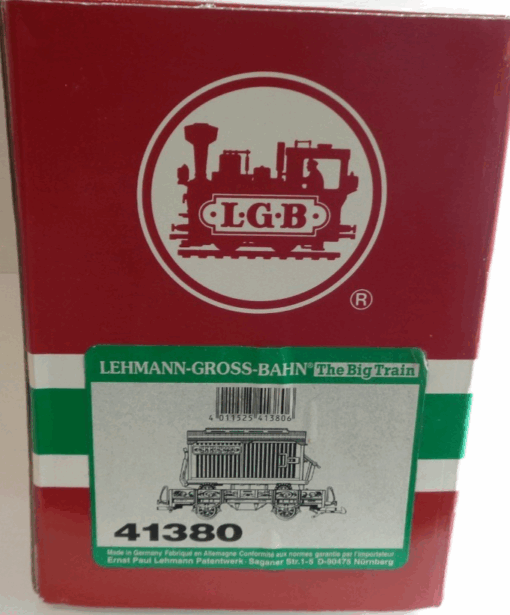 L·G·B
®
LEHMANN-GROSS-BAHN® The Big Train
4 011525 413806
41380
Made in Germany Fabriqué en Allemagne Conforme aux normes garantie par l'importateur
Ernst Paul Lehmann Patentwerk · Saganer Str. 1-5 D-90475 Nürnberg